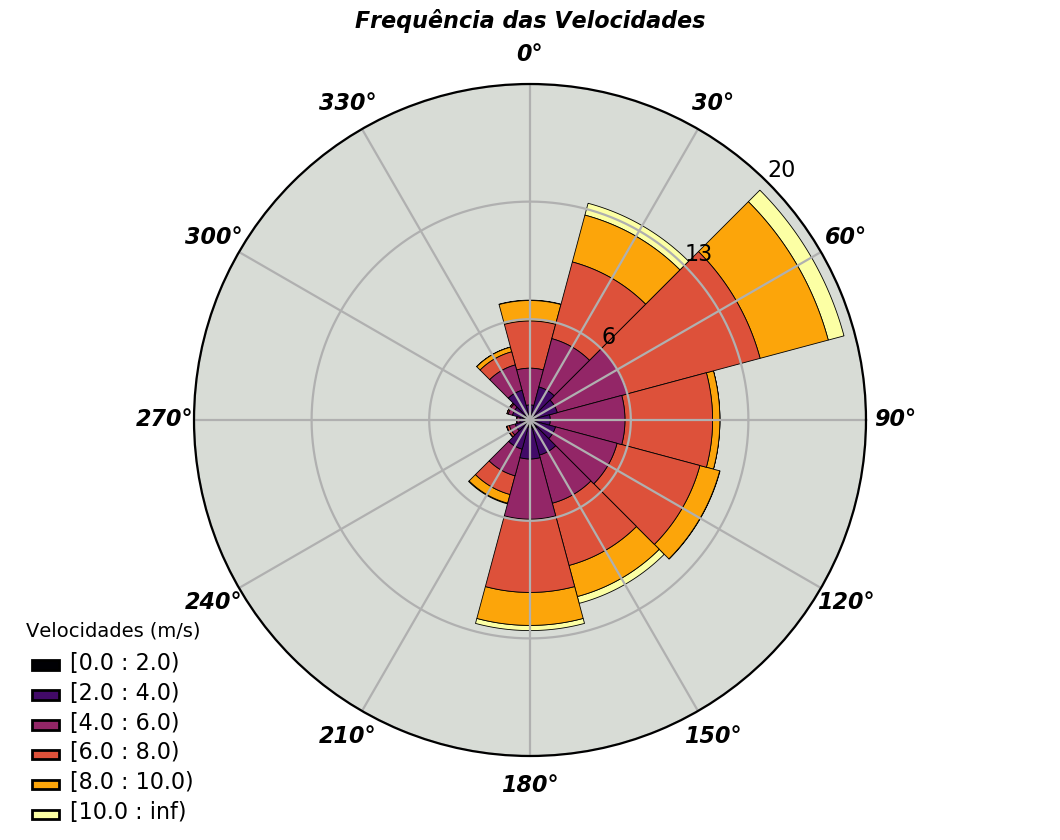 Frequência das Velocidades
0°
330°
30°
20
300°
60°
13
6
270°
90°
240°
120°
210°
150°
180°
Velocidades (m/s)
[0.0 : 2.0)
[2.0 : 4.0)
[4.0 : 6.0)
[6.0 : 8.0)
[8.0 : 10.0)
[10.0 : inf)